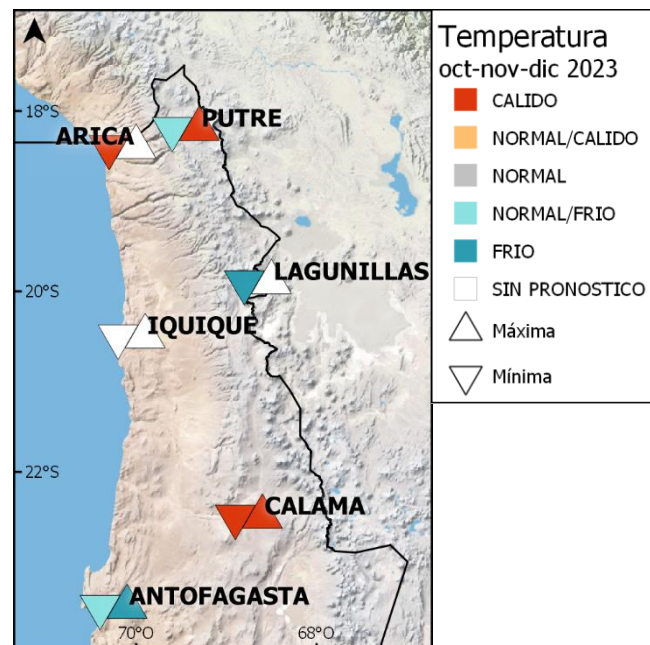 Temperatura
oct-nov-dic 2023
CALIDO
NORMAL/CALIDO
NORMAL
NORMAL/FRIO
FRIO
SIN PRONOSTICO
Máxima
Mínima
18°S
PUTRE
ARICA
LAGUNILLAS
20°S
IQUIQUE
22°S
CALAMA
ANTOFAGASTA
70°O
68°O